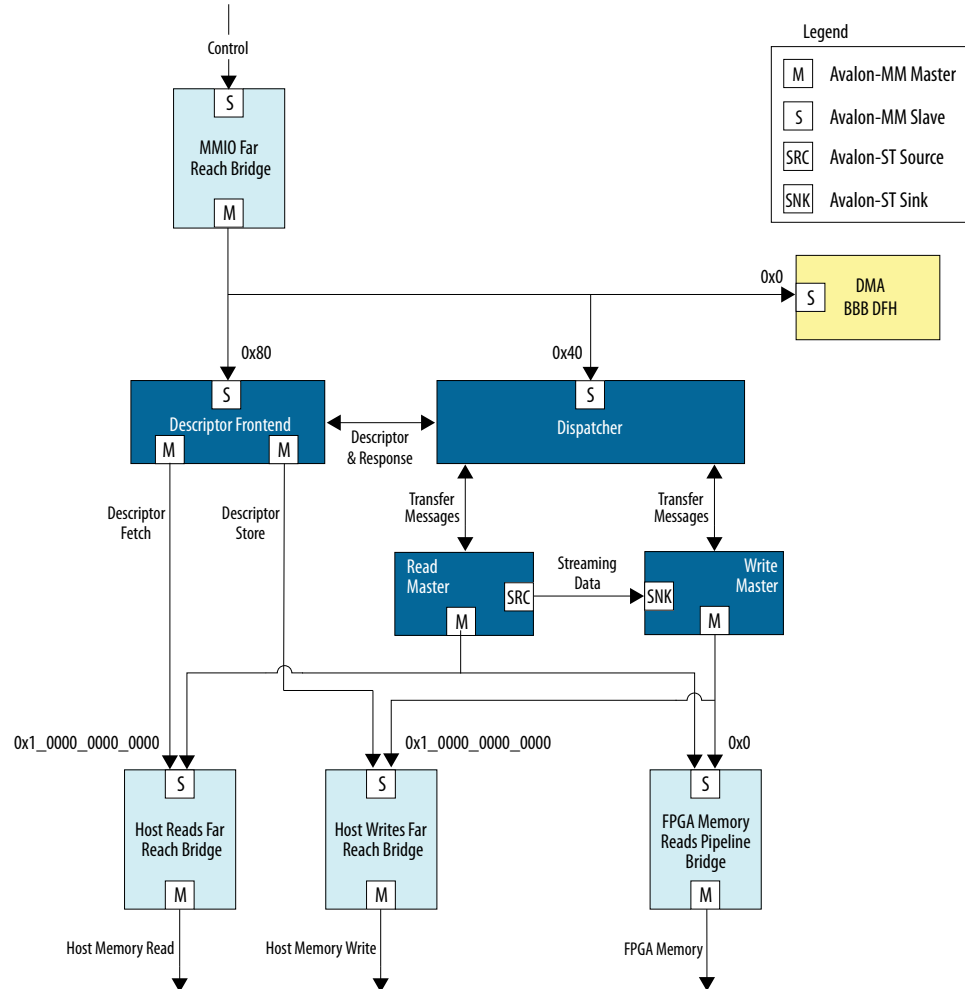 Control
Legend
M Avalon-MM Master
S Avalon-MM Slave
SRC Avalon-ST Source
SNK Avalon-ST Sink
S
MMIO Far
Reach Bridge
M
0x0
S
DMA
BBB DFH
0x80
0x40
S
Descriptor Frontend
M
M
Descriptor
& Response
S
Dispatcher
Descriptor
Fetch
Descriptor
Store
Transfer
Messages
Transfer
Messages
Read
Master
SRC
M
Streaming
Data
Write
Master
SNK
M
0x1_0000_0000_0000
0x1_0000_0000_0000
0x0
S
Host Reads Far
Reach Bridge
M
S
Host Writes Far
Reach Bridge
M
S
FPGA Memory
Reads Pipeline
Bridge
M
Host Memory Read
Host Memory Write
FPGA Memory